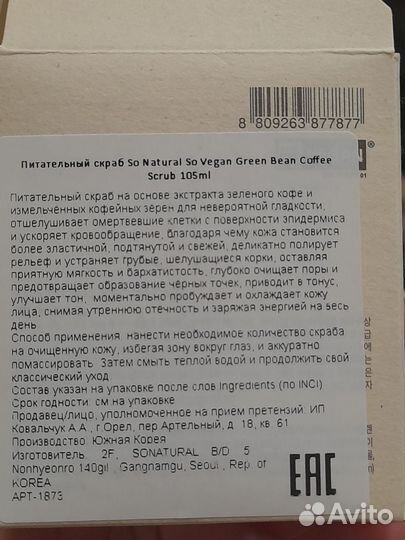 8 809263 877877
Питательный скраб So Natural So Vegan Green Bean Coffee
Scrub 105ml
Питательный скраб на основе экстракта зеленого кофе и
измельчённых кофейных зёрен для невероятной гладкости,
отшелушивает омертвевшие клетки с поверхности эпидермиса
и ускоряет кровообращение, благодаря чему кожа становится
более эластичной, подтянутой и свежей, деликатно полирует
рельеф и устраняет грубые, шелушащиеся корки, оставляя
приятную мягкость и бархатистость, глубоко очищает поры и
предотвращает образование чёрных точек, приводит в тонус,
улучшает тон, моментально пробуждает и охлаждает кожу
лица, снимая утреннюю отечность и заряжая энергией на весь
день
Способ применения: нанести необходимое количество скраба
на очищенную кожу, избегая зону вокруг глаз, и аккуратно
помассировать. Затем смыть теплой водой и продолжить свой
классический уход
Состав указан на упаковке после слов Ingredients (по INCI)
Срок годности: см на упаковке
Продавец/лицо, уполномоченное на прием претензий: ИП
Ковальчук А.А., г.Орел, пер Артельный, д. 18, кв. 61
Производство: Южная Корея
Изготовитель: 2F, SONATURAL B/D 5
Nonhyeonro 140gil, Gangnamgu, Seoul, Rep. of
KOREA
АРТ-1873
EAC
상
급
에
는
자
Avito